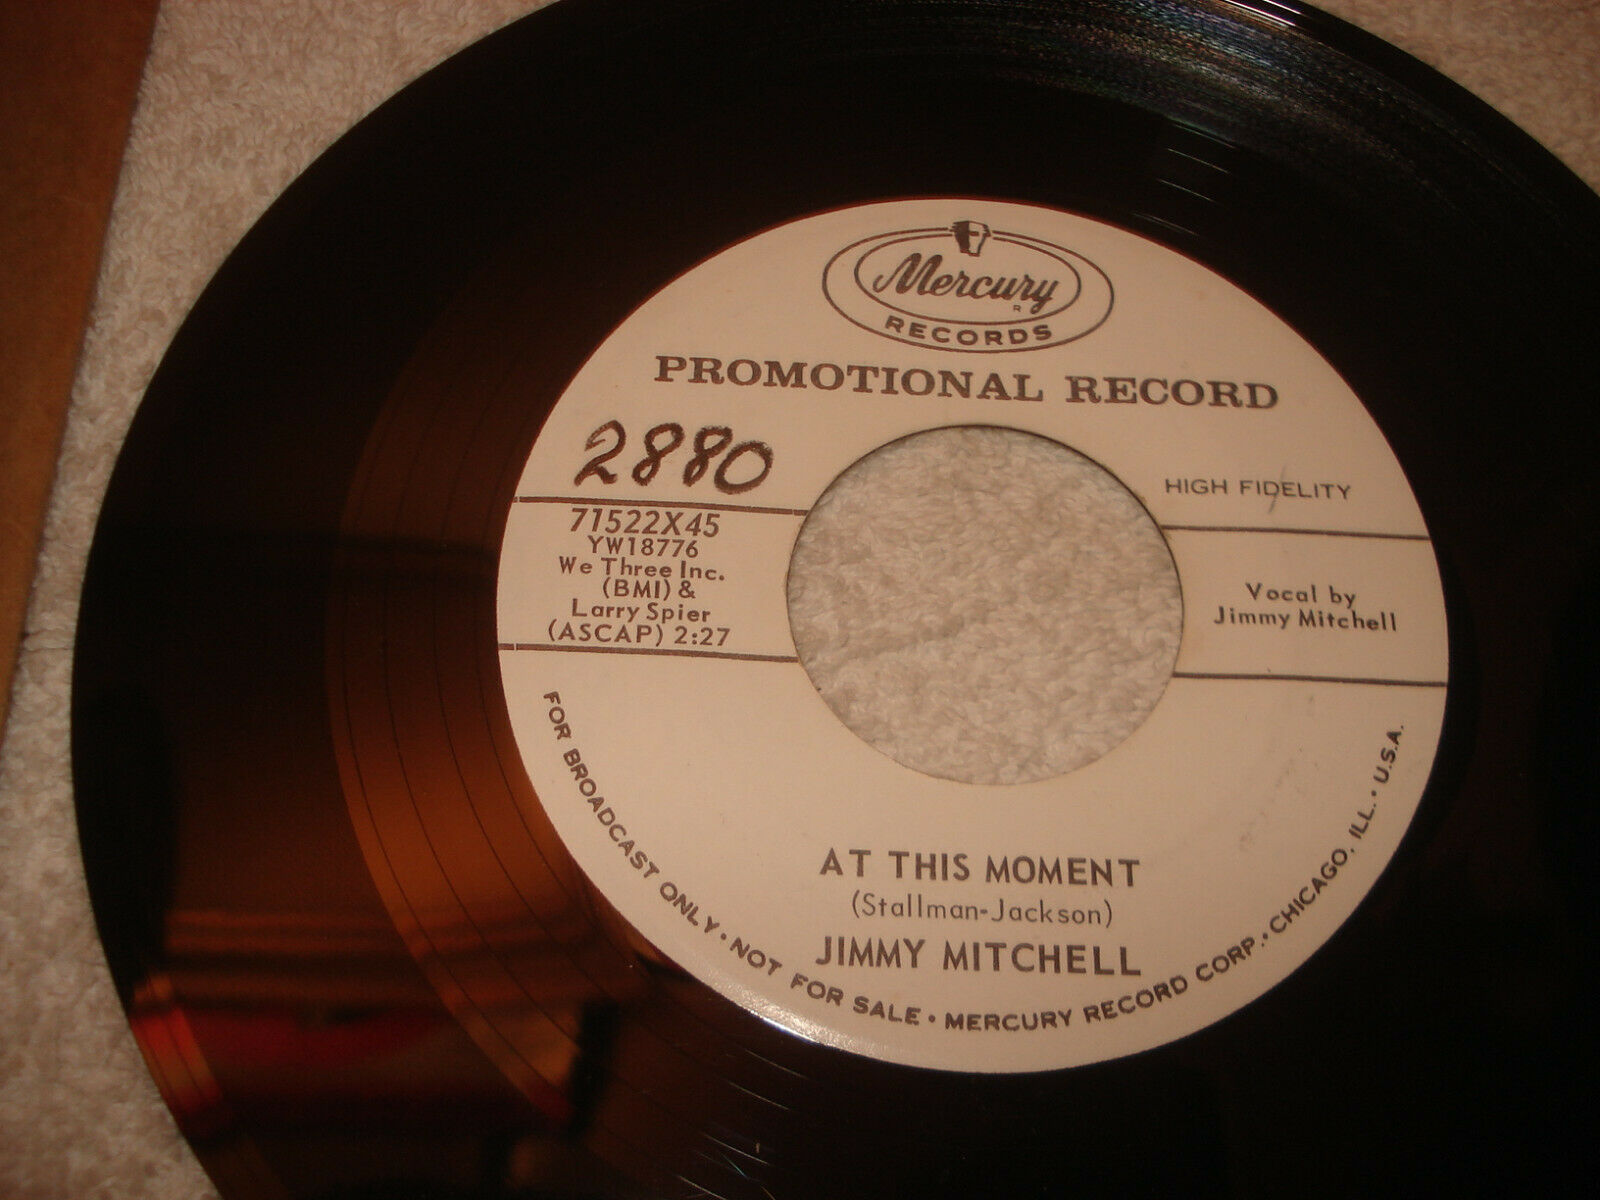 Mercury
R
RECORDS
PROMOTIONAL RECORD
2880
HIGH FIDELITY
71522X45
YW18776
We Three Inc.
(BMI) &
Larry Spier
(ASCAP) 2:27
Vocal by
Jimmy Mitchell
AT THIS MOMENT
(Stallman-Jackson)
JIMMY MITCHELL
FOR BROADCAST ONLY • NOT FOR SALE • MERCURY RECORD CORP. • CHICAGO, ILL. • U.S.A.